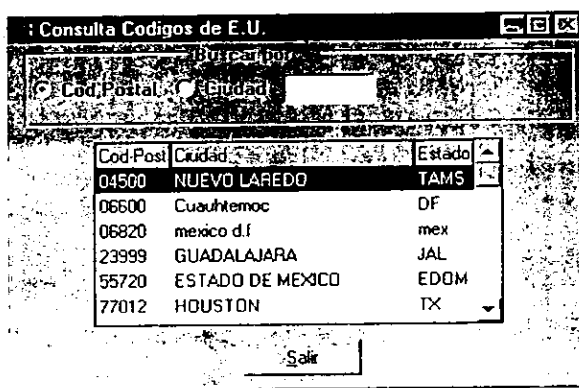 : Consulta Codigos de E.U.
Buscar por
Cod.Postal Ciudad
Cod-Post Ciudad Estado
04500 NUEVO LAREDO TAMS
06600 Cuauhtemoc DF
06820 mexico d.f mex
23999 GUADALAJARA JAL
55720 ESTADO DE MEXICO EDOM
77012 HOUSTON TX
Salir